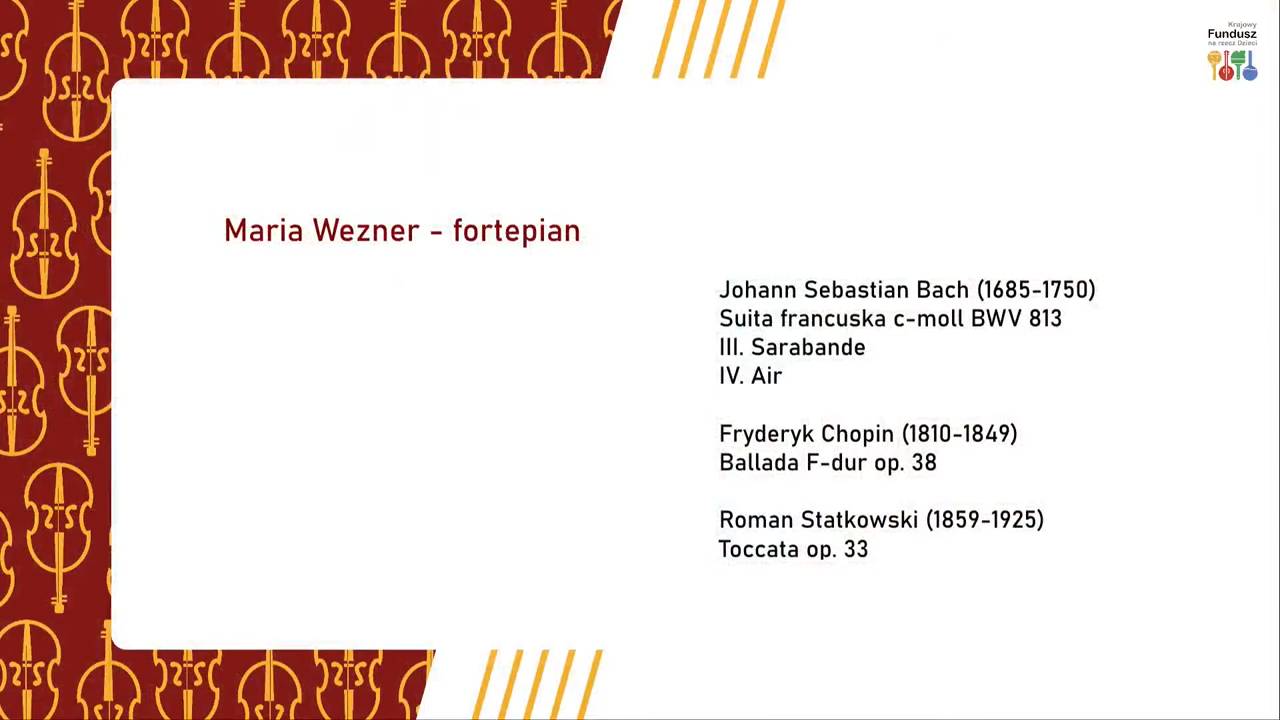 Krajowy
Fundusz
na rzecz Dzieci
Maria Wezner - fortepian
Johann Sebastian Bach (1685-1750)
Suita francuska c-moll BWV 813
III. Sarabande
IV. Air
Fryderyk Chopin (1810-1849)
Ballada F-dur op. 38
Roman Statkowski (1859-1925)
Toccata op. 33